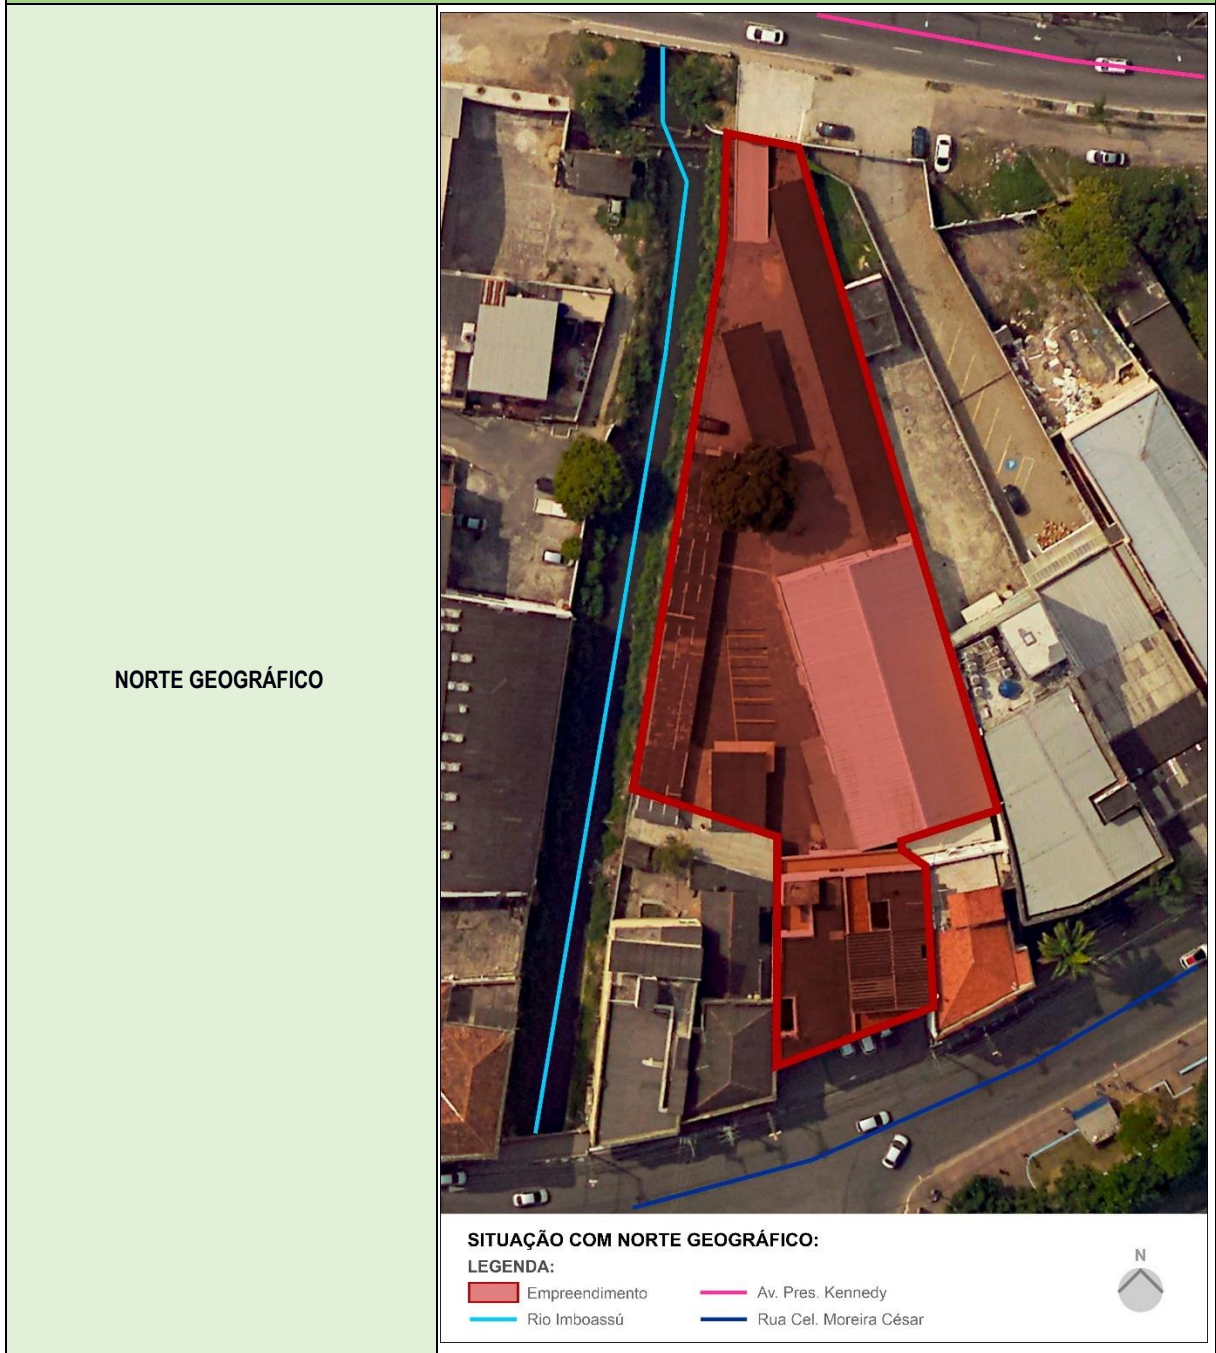 NORTE GEOGRÁFICO
SITUAÇÃO COM NORTE GEOGRÁFICO:
LEGENDA:
Empreendimento
Av. Pres. Kennedy
Rio Imboassú
Rua Cel. Moreira César
N